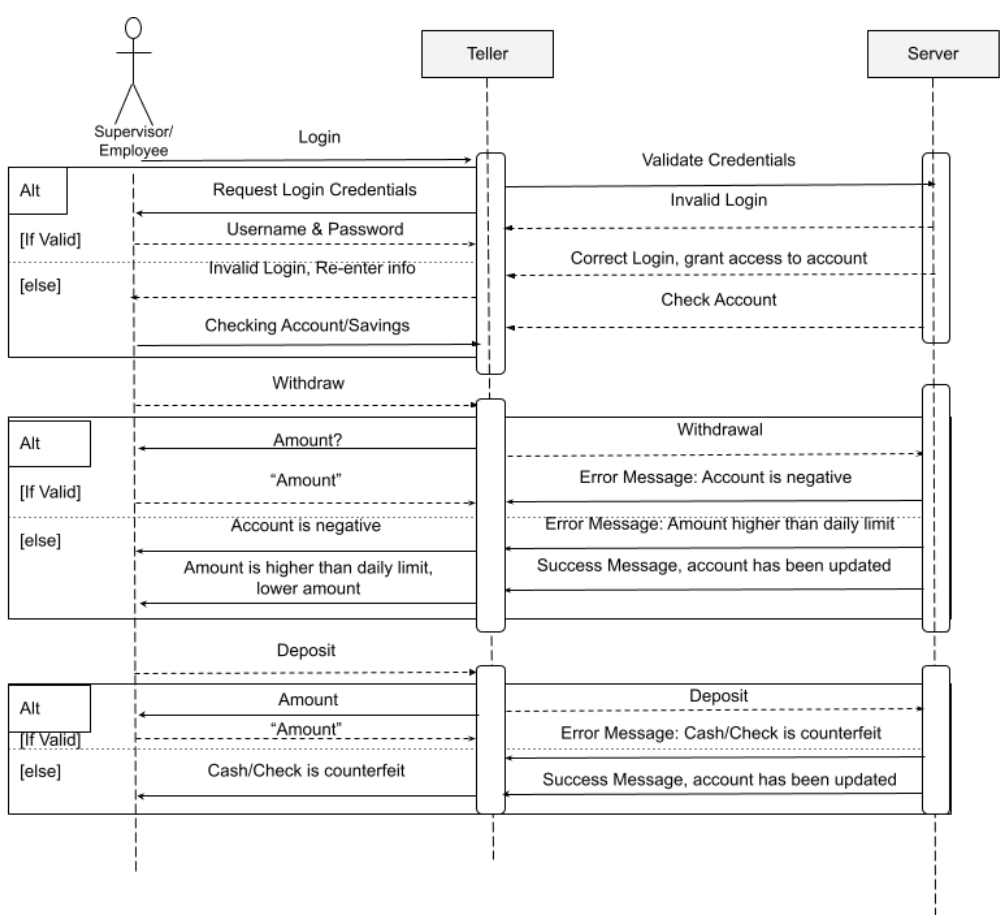 Teller
Server
Supervisor/
Employee
Login
Validate Credentials
Alt
Request Login Credentials
Invalid Login
[If Valid]
Username & Password
Correct Login, grant access to account
Invalid Login, Re-enter info
[else]
Check Account
Checking Account/Savings
Withdraw
Alt
Amount?
Withdrawal
[If Valid]
“Amount”
Error Message: Account is negative
Account is negative
Error Message: Amount higher than daily limit
[else]
Amount is higher than daily limit,
lower amount
Success Message, account has been updated
Deposit
Alt
Amount
Deposit
[If Valid]
“Amount”
Error Message: Cash/Check is counterfeit
[else]
Cash/Check is counterfeit
Success Message, account has been updated